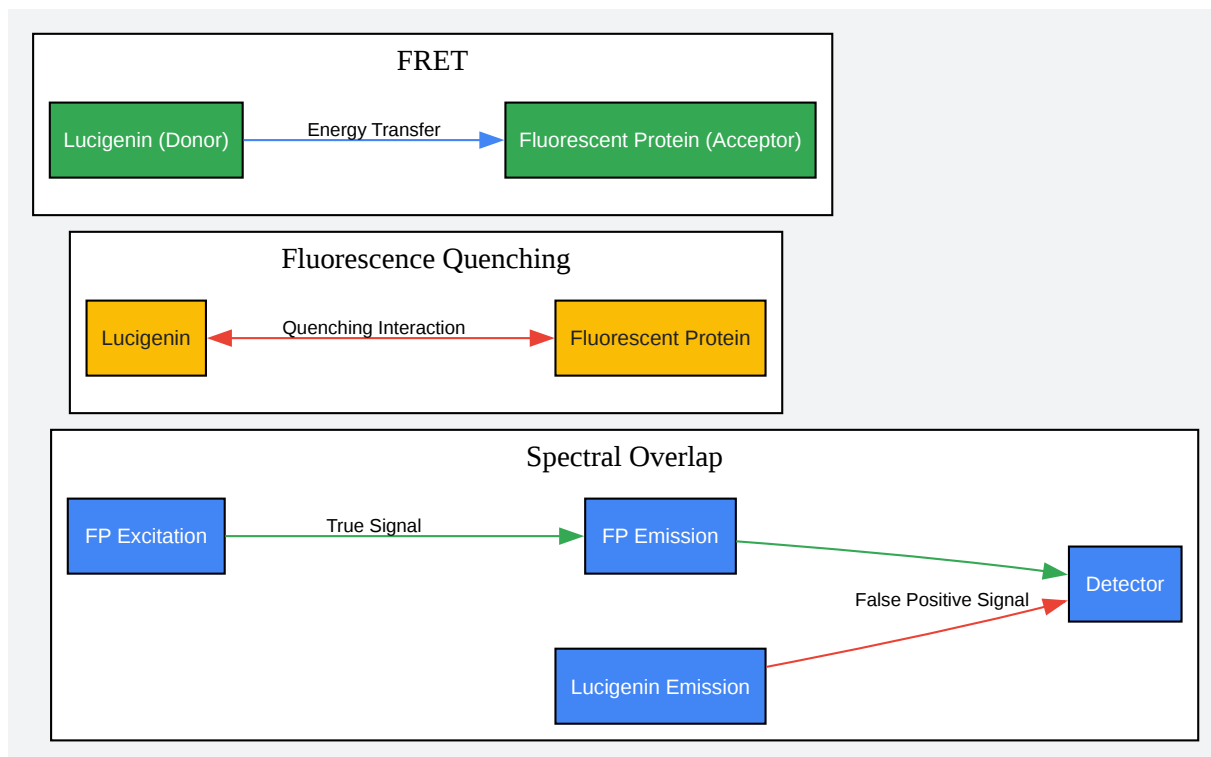 FRET
Lucigenin (Donor)
Energy Transfer
Fluorescent Protein (Acceptor)
Fluorescence Quenching
Lucigenin
Quenching Interaction
Fluorescent Protein
Spectral Overlap
FP Excitation
True Signal
FP Emission
Detector
False Positive Signal
Lucigenin Emission